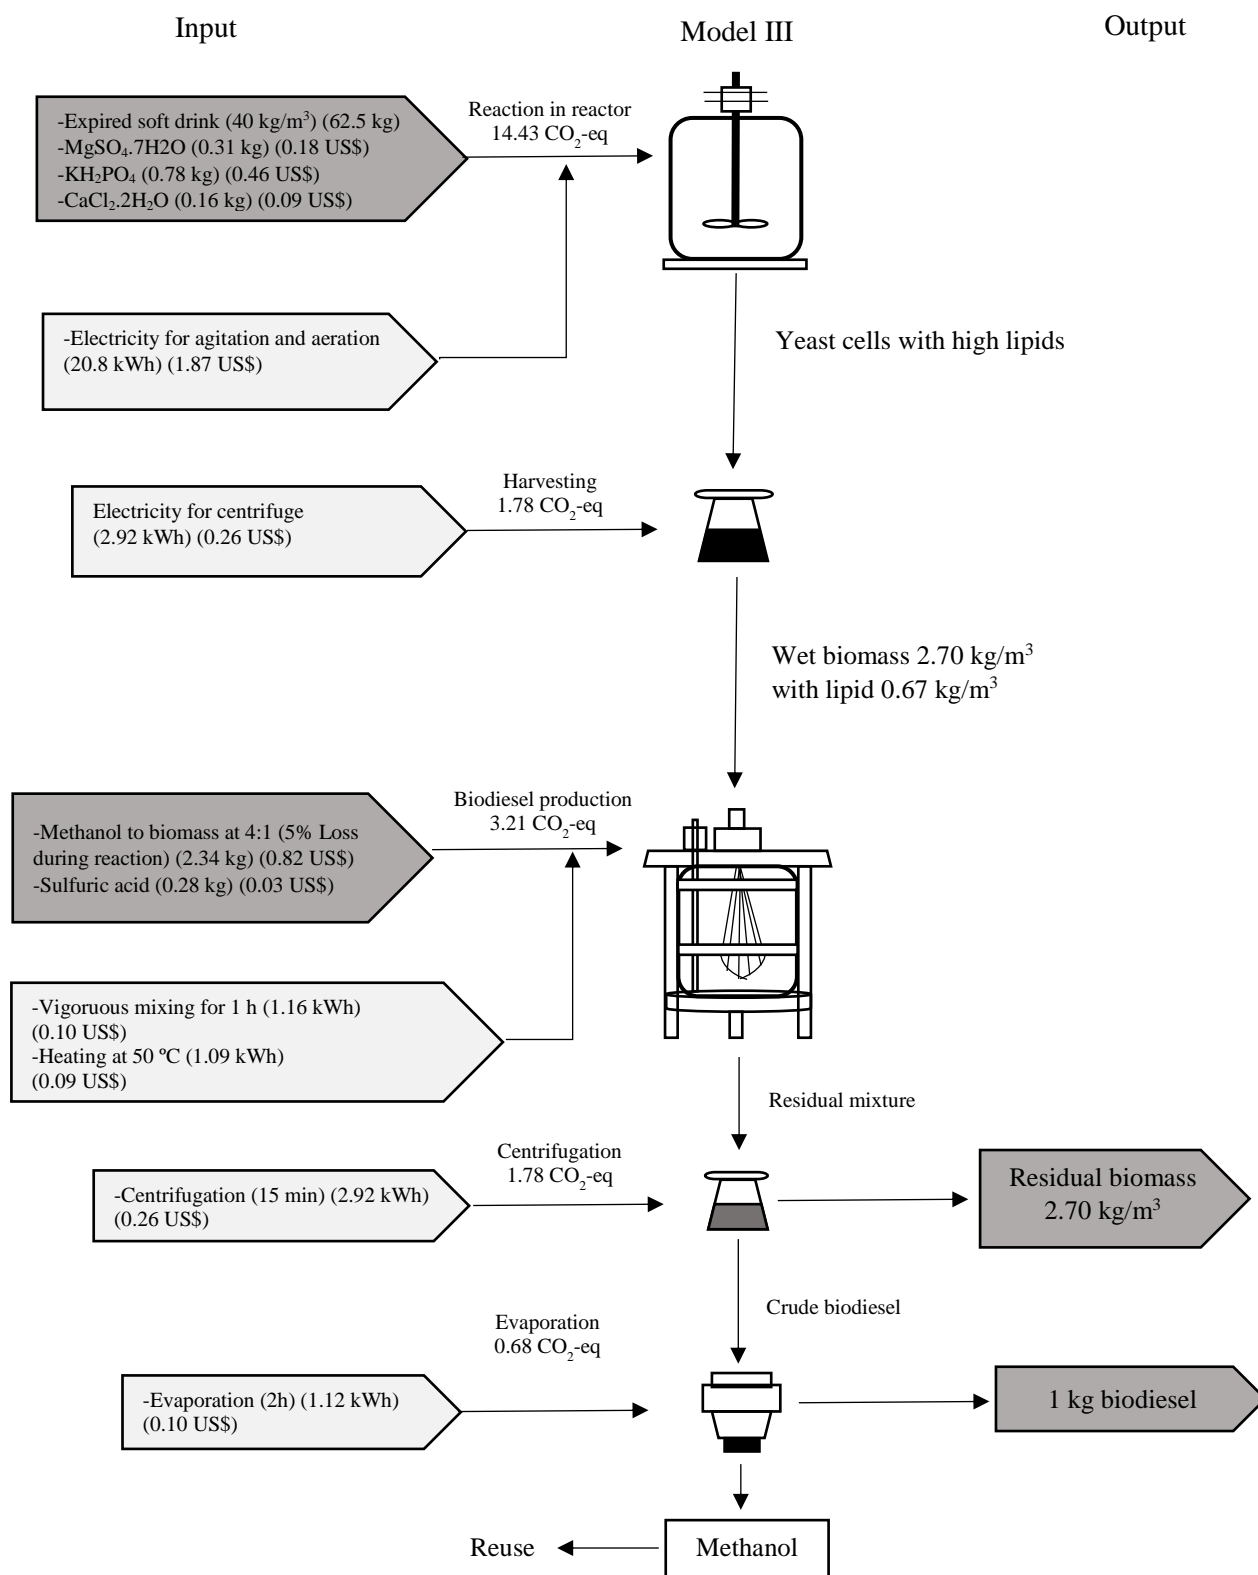 Input
Model III
Output
-Expired soft drink (40 kg/m³) (62.5 kg)
-MgSO₄.7H2O (0.31 kg) (0.18 US$)
-KH₂PO₄ (0.78 kg) (0.46 US$)
-CaCl₂.2H₂O (0.16 kg) (0.09 US$)
Reaction in reactor
14.43 CO₂-eq
-Electricity for agitation and aeration
(20.8 kWh) (1.87 US$)
Yeast cells with high lipids
Electricity for centrifuge
(2.92 kWh) (0.26 US$)
Harvesting
1.78 CO₂-eq
Wet biomass 2.70 kg/m³
with lipid 0.67 kg/m³
-Methanol to biomass at 4:1 (5% Loss
during reaction) (2.34 kg) (0.82 US$)
-Sulfuric acid (0.28 kg) (0.03 US$)
Biodiesel production
3.21 CO₂-eq
-Vigoruous mixing for 1 h (1.16 kWh)
(0.10 US$)
-Heating at 50 ºC (1.09 kWh)
(0.09 US$)
Residual mixture
-Centrifugation (15 min) (2.92 kWh)
(0.26 US$)
Centrifugation
1.78 CO₂-eq
Residual biomass
2.70 kg/m³
Crude biodiesel
-Evaporation (2h) (1.12 kWh)
(0.10 US$)
Evaporation
0.68 CO₂-eq
1 kg biodiesel
Reuse
Methanol